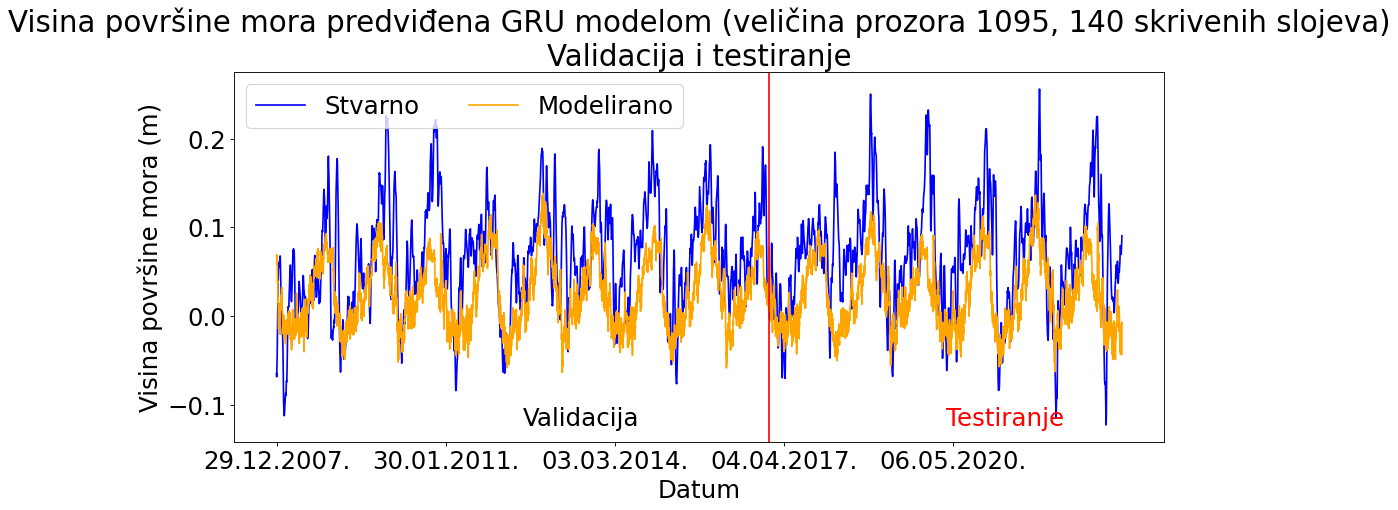 Visina površine mora predviđena GRU modelom (veličina prozora 1095, 140 skrivenih slojeva)
Validacija i testiranje
Stvarno Modelirano
Visina površine mora (m)
0.2
0.1
0.0
−0.1
Validacija Testiranje
29.12.2007. 30.01.2011. 03.03.2014. 04.04.2017. 06.05.2020.
Datum